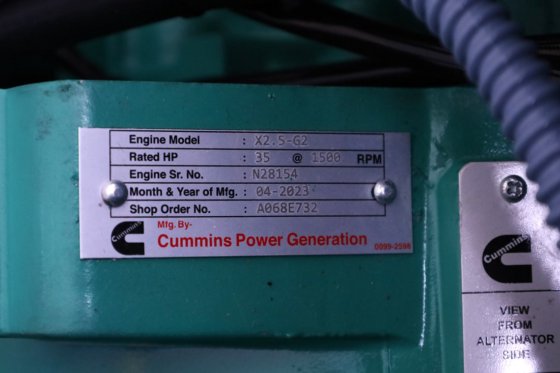 Engine Model : X2.5-G2
Rated HP : 35 @ 1500 RPM
Engine Sr. No. : N28154
Month & Year of Mfg. : 04-2023
Shop Order No. : A068E732
Mfg. By-
Cummins
Cummins Power Generation
0099-2598
Cummins
VIEW
FROM
ALTERNATOR
SIDE